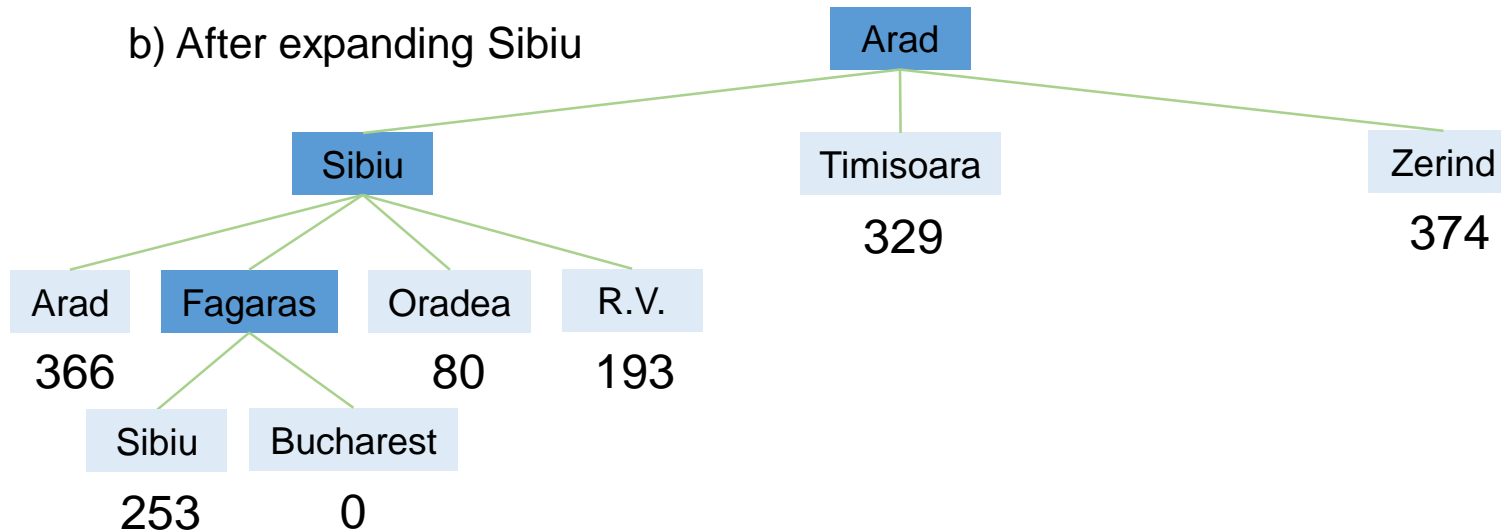 b) After expanding Sibiu
Arad
Sibiu
Timisoara
Zerind
329
374
Arad
Fagaras
Oradea
R.V.
366
80
193
Sibiu
Bucharest
253
0